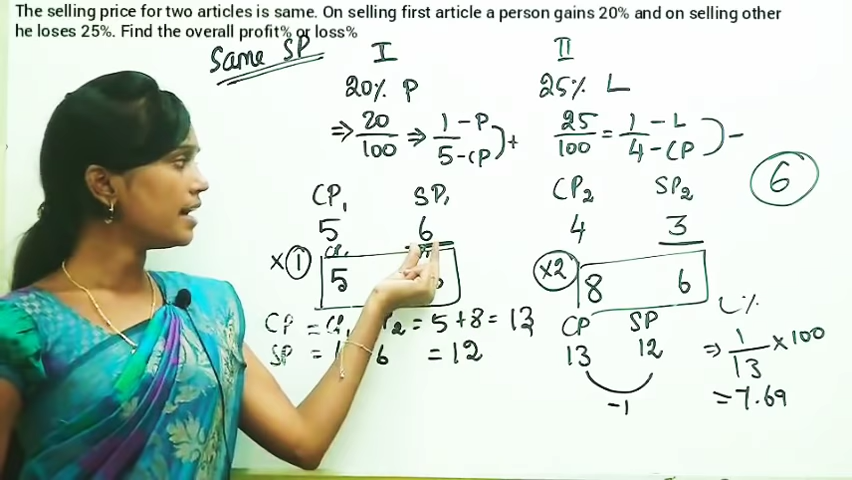 The selling price for two articles is same. On selling first article a person gains 20% and on selling other
he loses 25%. Find the overall profit% or loss%
Same SP
I II
20% P 25% L
⇒ 20/100 ⇒ 1-P/5-CP ) + 25/100 = 1-L/4-CP ) -
CP₁ SP₁ CP₂ SP₂ 6
5 6 4 3
CP₁
×1 5 ×2 8 6
CP SP L%
CP = CP₁ P₂ = 5+8 = 13
SP = 6 = 12
13 12 ⇒ 1/13 × 100
-1 = 7.69